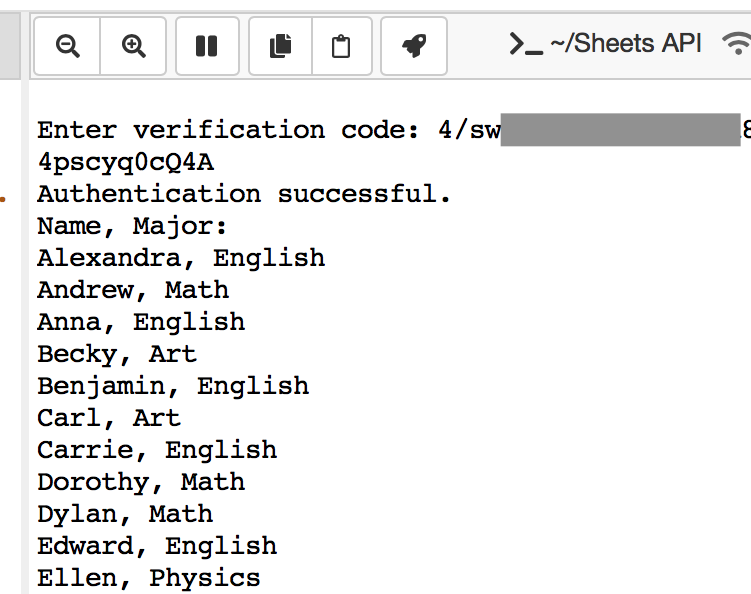 ~/Sheets API
Enter verification code: 4/sw
4pscyq0cQ4A
Authentication successful.
Name, Major:
Alexandra, English
Andrew, Math
Anna, English
Becky, Art
Benjamin, English
Carl, Art
Carrie, English
Dorothy, Math
Dylan, Math
Edward, English
Ellen, Physics